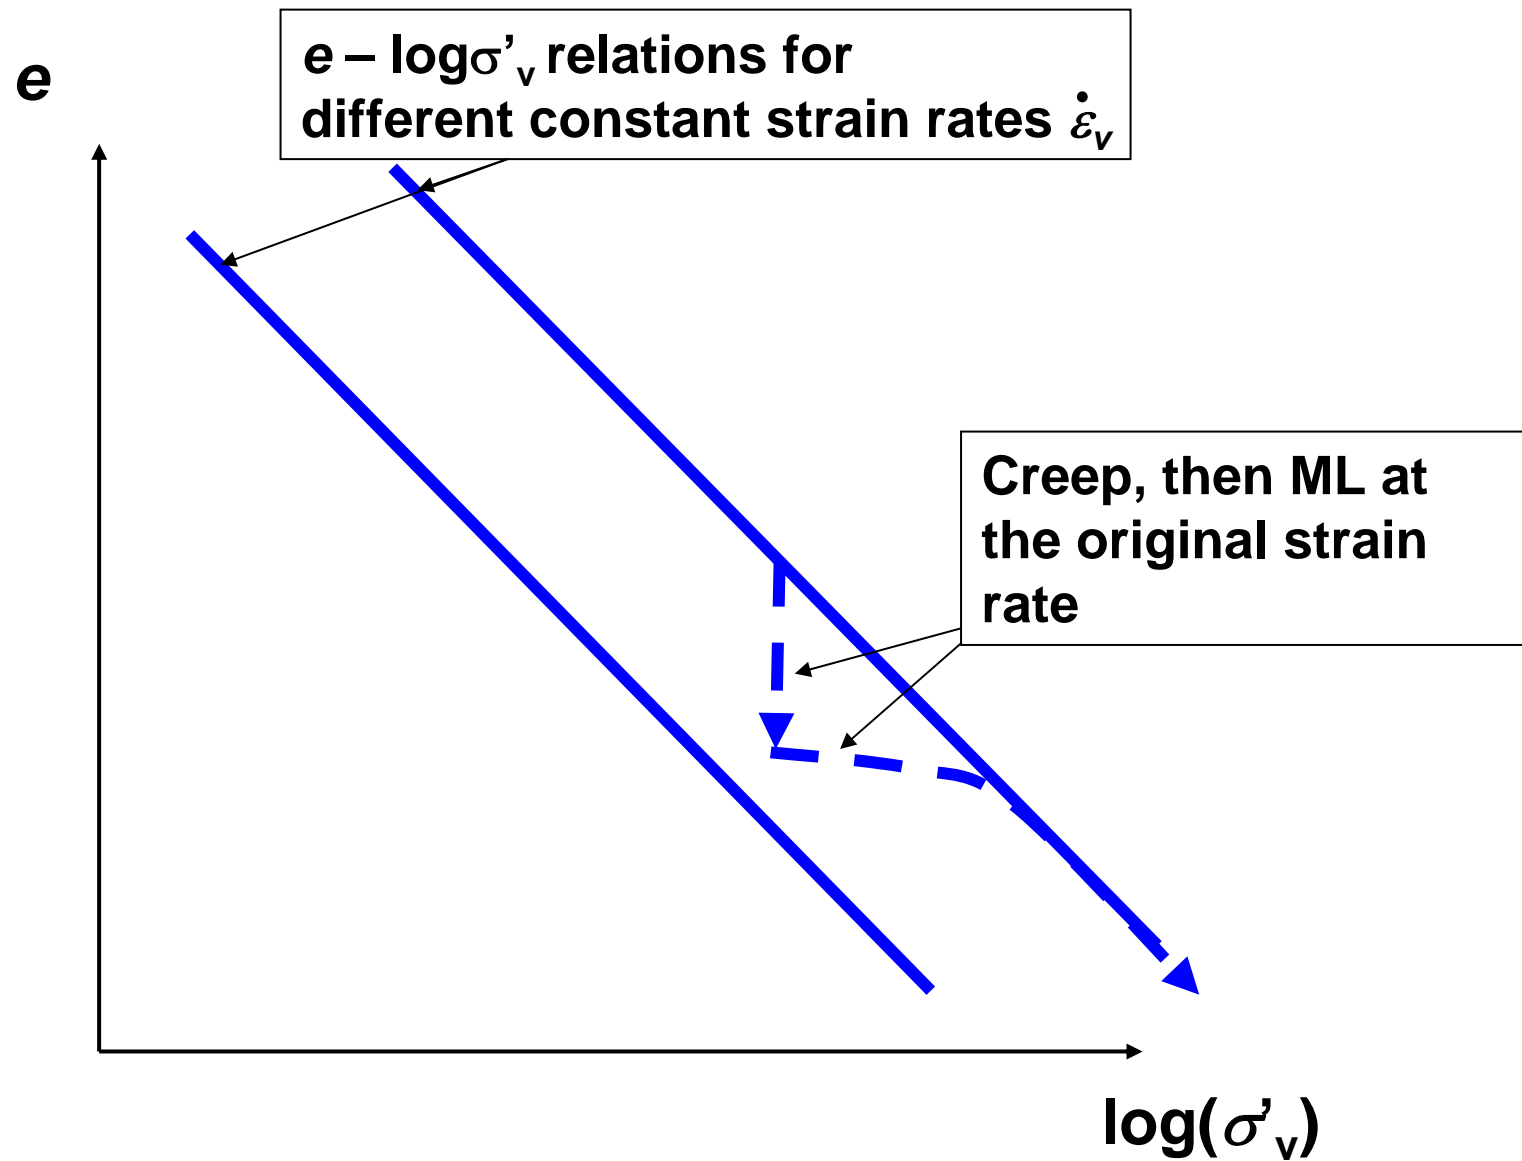 e – logσ’v relations for
different constant strain rates ε̇v
e
Creep, then ML at
the original strain
rate
log(σ’v)